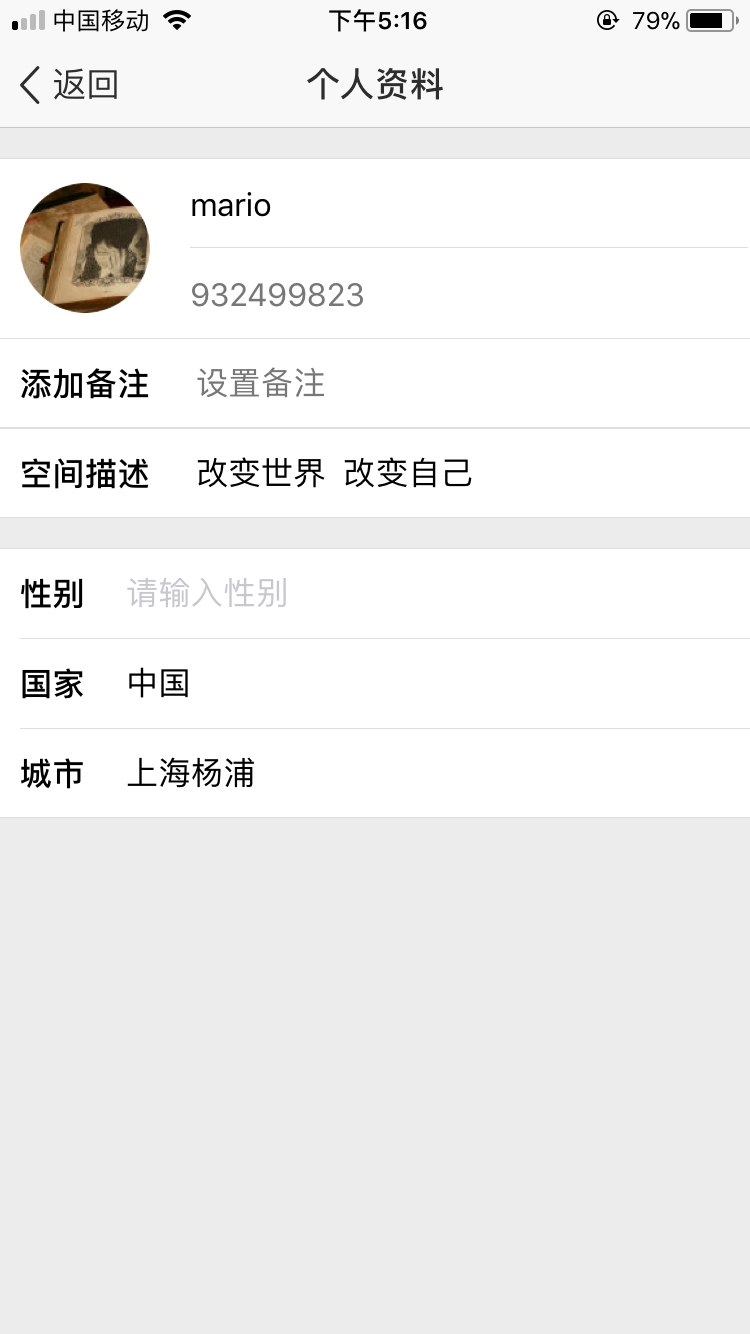 中国移动 下午5:16 79%
返回 个人资料
mario
932499823
添加备注 设置备注
空间描述 改变世界 改变自己
性别 请输入性别
国家 中国
城市 上海杨浦